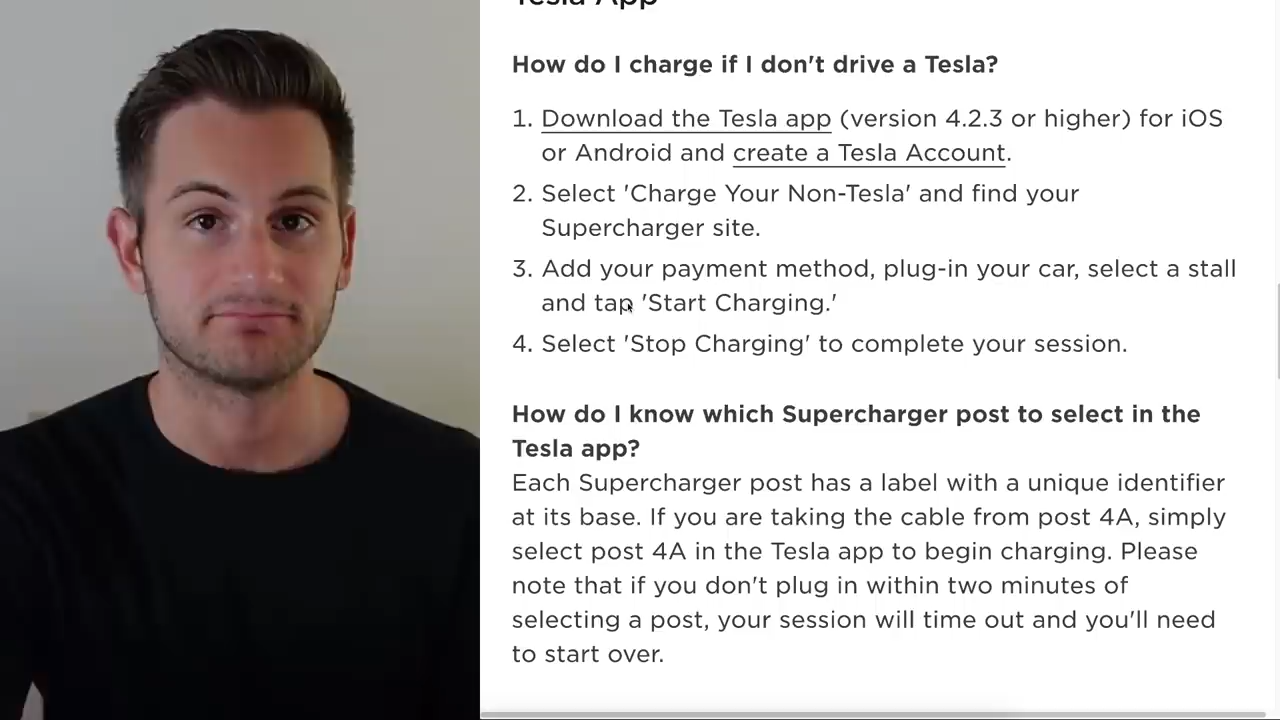 Tesla App
How do I charge if I don't drive a Tesla?
1. Download the Tesla app (version 4.2.3 or higher) for iOS
or Android and create a Tesla Account.
2. Select 'Charge Your Non-Tesla' and find your
Supercharger site.
3. Add your payment method, plug-in your car, select a stall
and tap 'Start Charging.'
4. Select 'Stop Charging' to complete your session.
How do I know which Supercharger post to select in the
Tesla app?
Each Supercharger post has a label with a unique identifier
at its base. If you are taking the cable from post 4A, simply
select post 4A in the Tesla app to begin charging. Please
note that if you don't plug in within two minutes of
selecting a post, your session will time out and you'll need
to start over.